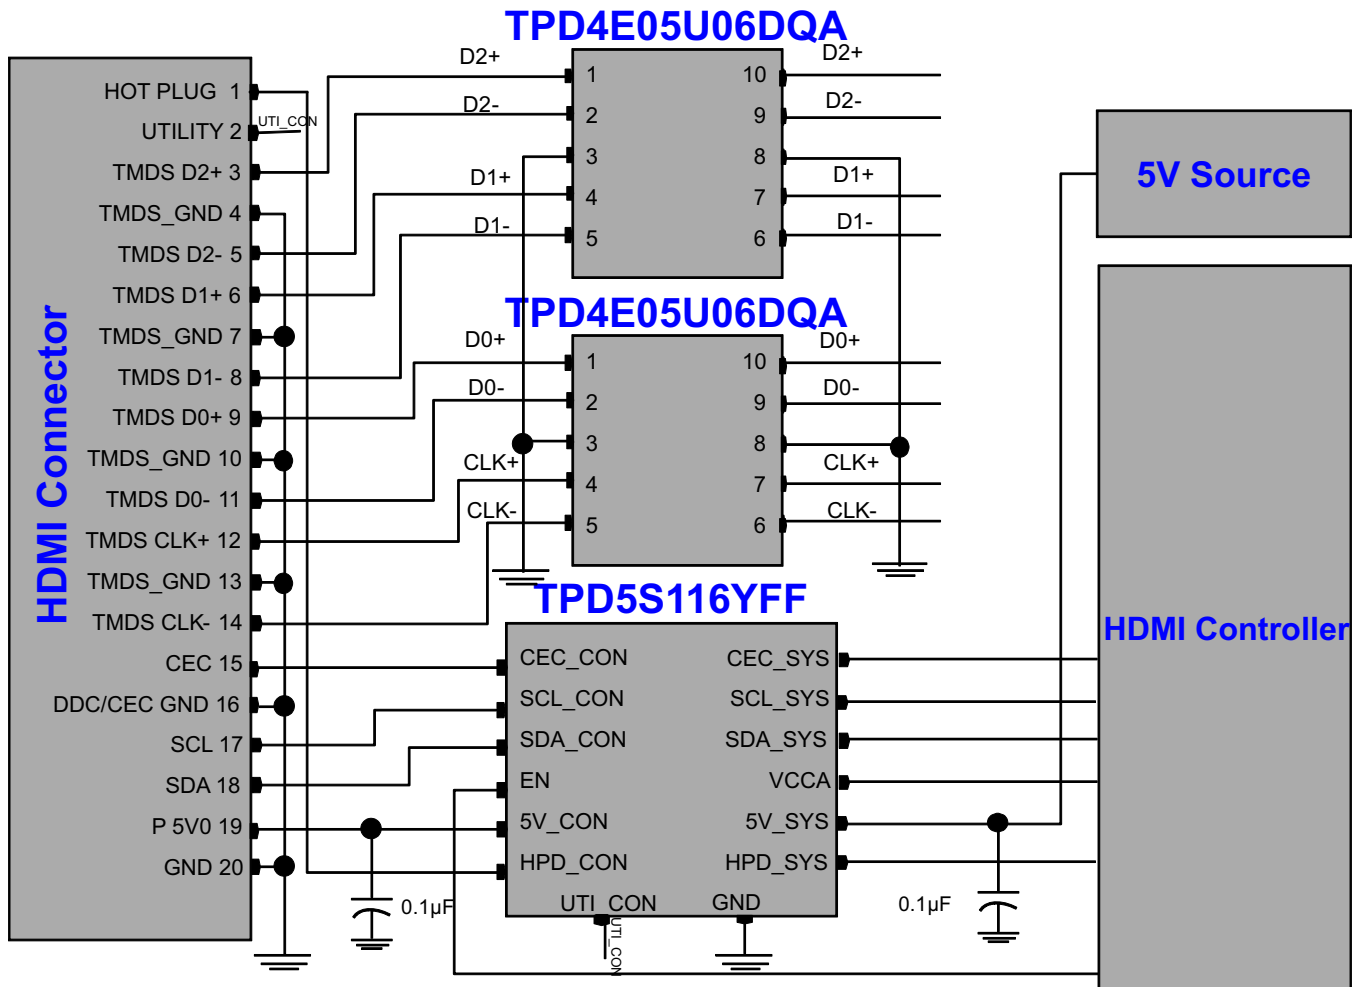 TPD4E05U06DQA
D2+
1
10
D2+
D2-
2
9
D2-
3
8
D1+
4
7
D1+
D1-
5
6
D1-
TPD4E05U06DQA
D0+
1
10
D0+
D0-
2
9
D0-
3
8
CLK+
4
7
CLK+
CLK-
5
6
CLK-
HDMI Connector
HOT PLUG 1
UTILITY 2
UTI_CON
TMDS D2+ 3
TMDS_GND 4
TMDS D2- 5
TMDS D1+ 6
TMDS_GND 7
TMDS D1- 8
TMDS D0+ 9
TMDS_GND 10
TMDS D0- 11
TMDS CLK+ 12
TMDS_GND 13
TMDS CLK- 14
CEC 15
DDC/CEC GND 16
SCL 17
SDA 18
P 5V0 19
GND 20
0.1µF
TPD5S116YFF
CEC_CON
CEC_SYS
SCL_CON
SCL_SYS
SDA_CON
SDA_SYS
EN
VCCA
5V_CON
5V_SYS
HPD_CON
HPD_SYS
UTI_CON
GND
UTI_CON
0.1µF
5V Source
HDMI Controller